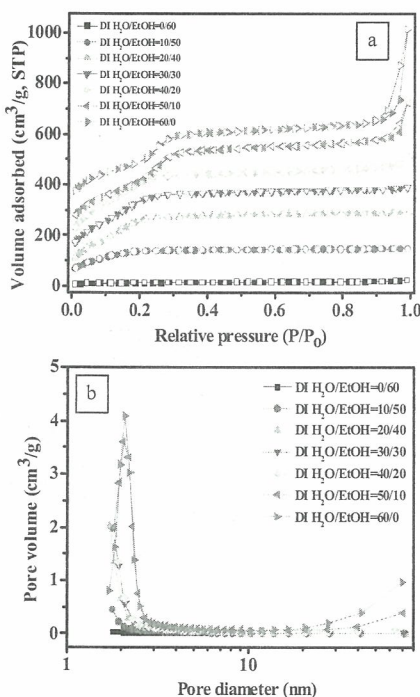 a
DI H₂O/EtOH=0/60
DI H₂O/EtOH=10/50
DI H₂O/EtOH=20/40
DI H₂O/EtOH=30/30
DI H₂O/EtOH=40/20
DI H₂O/EtOH=50/10
DI H₂O/EtOH=60/0
Volume adsorbed (cm³/g, STP)
1000
800
600
400
200
0
0.0 0.2 0.4 0.6 0.8 1.0
Relative pressure (P/P₀)
b
DI H₂O/EtOH=0/60
DI H₂O/EtOH=10/50
DI H₂O/EtOH=20/40
DI H₂O/EtOH=30/30
DI H₂O/EtOH=40/20
DI H₂O/EtOH=50/10
DI H₂O/EtOH=60/0
Pore volume (cm³/g)
5
4
3
2
1
0
1 10 100
Pore diameter (nm)